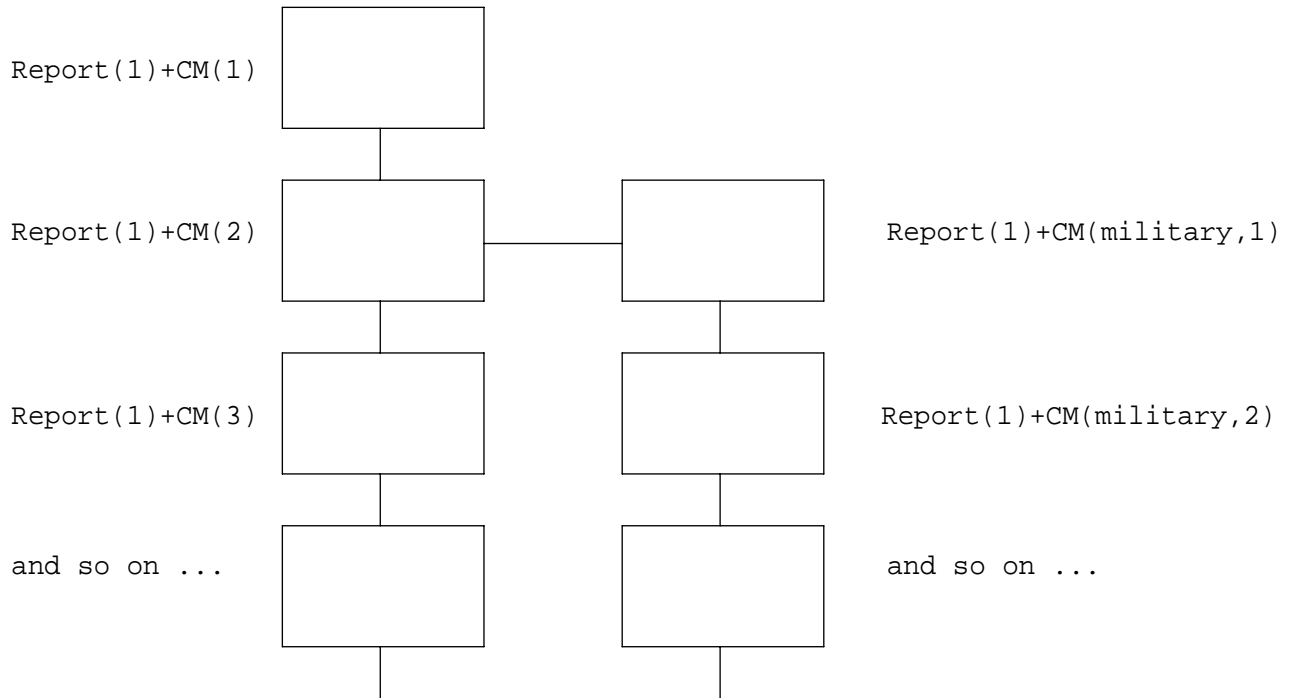 Report(1)+CM(1)
Report(1)+CM(2)
Report(1)+CM(military,1)
Report(1)+CM(3)
Report(1)+CM(military,2)
and so on ...
and so on ...